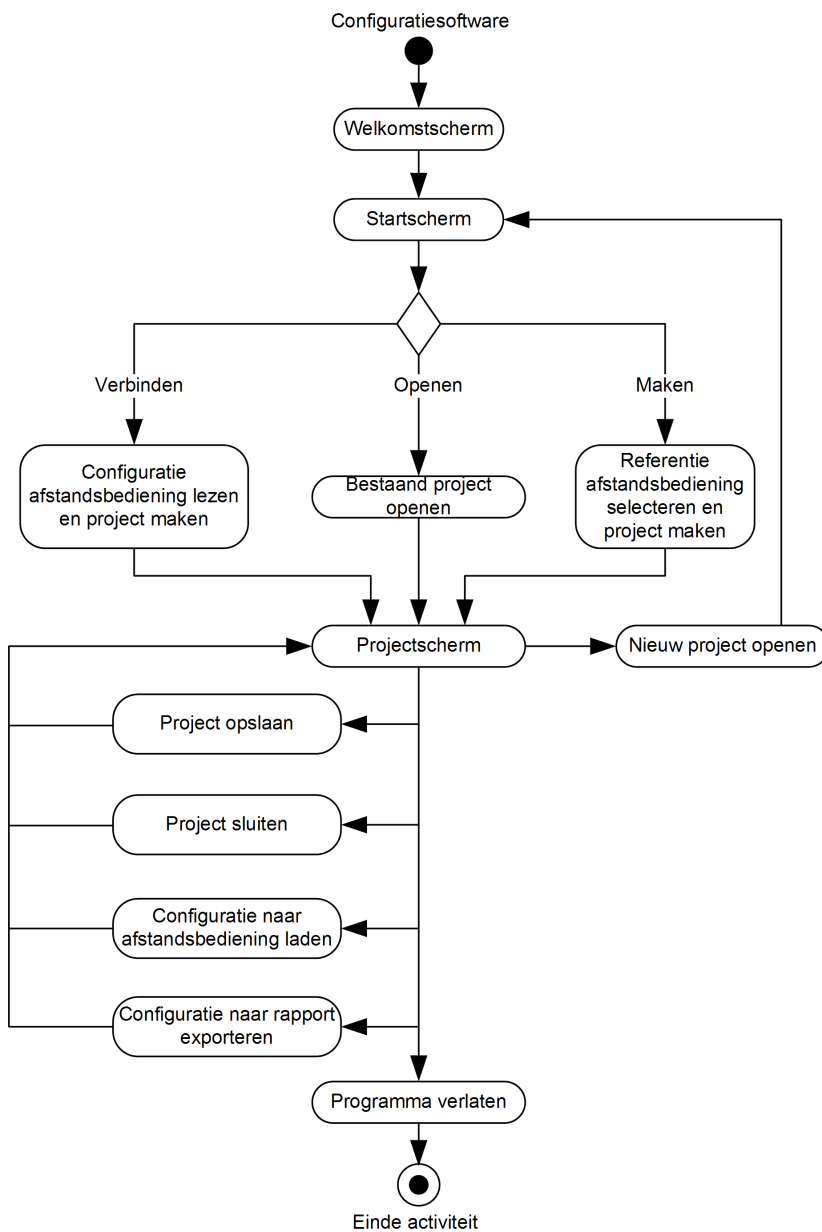 Configuratiesoftware
Welkomstscherm
Startscherm
Verbinden
Openen
Maken
Configuratie
afstandsbediening lezen
en project maken
Bestaand project
openen
Referentie
afstandsbediening
selecteren en
project maken
Projectscherm
Nieuw project openen
Project opslaan
Project sluiten
Configuratie naar
afstandsbediening laden
Configuratie naar rapport
exporteren
Programma verlaten
Einde activiteit